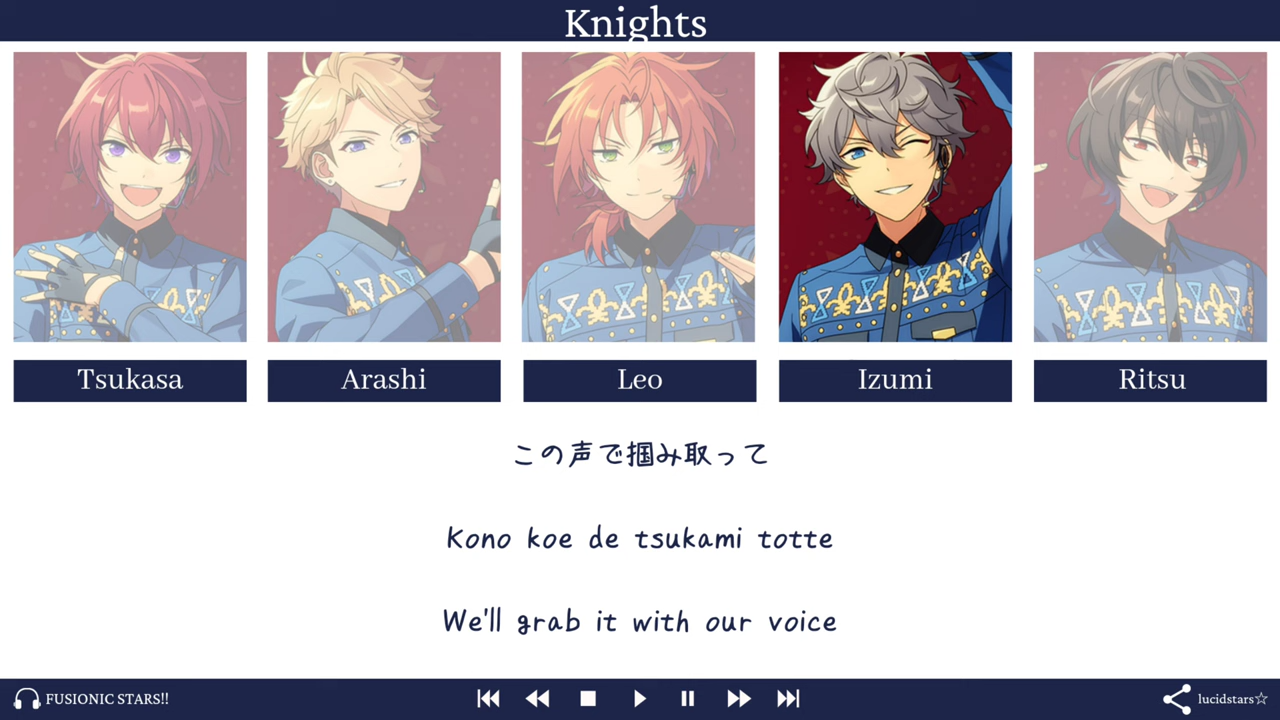 Knights
Tsukasa
Arashi
Leo
Izumi
Ritsu
この声で掴み取って
Kono koe de tsukami totte
We'll grab it with our voice
FUSIONIC STARS!!
lucidstars☆